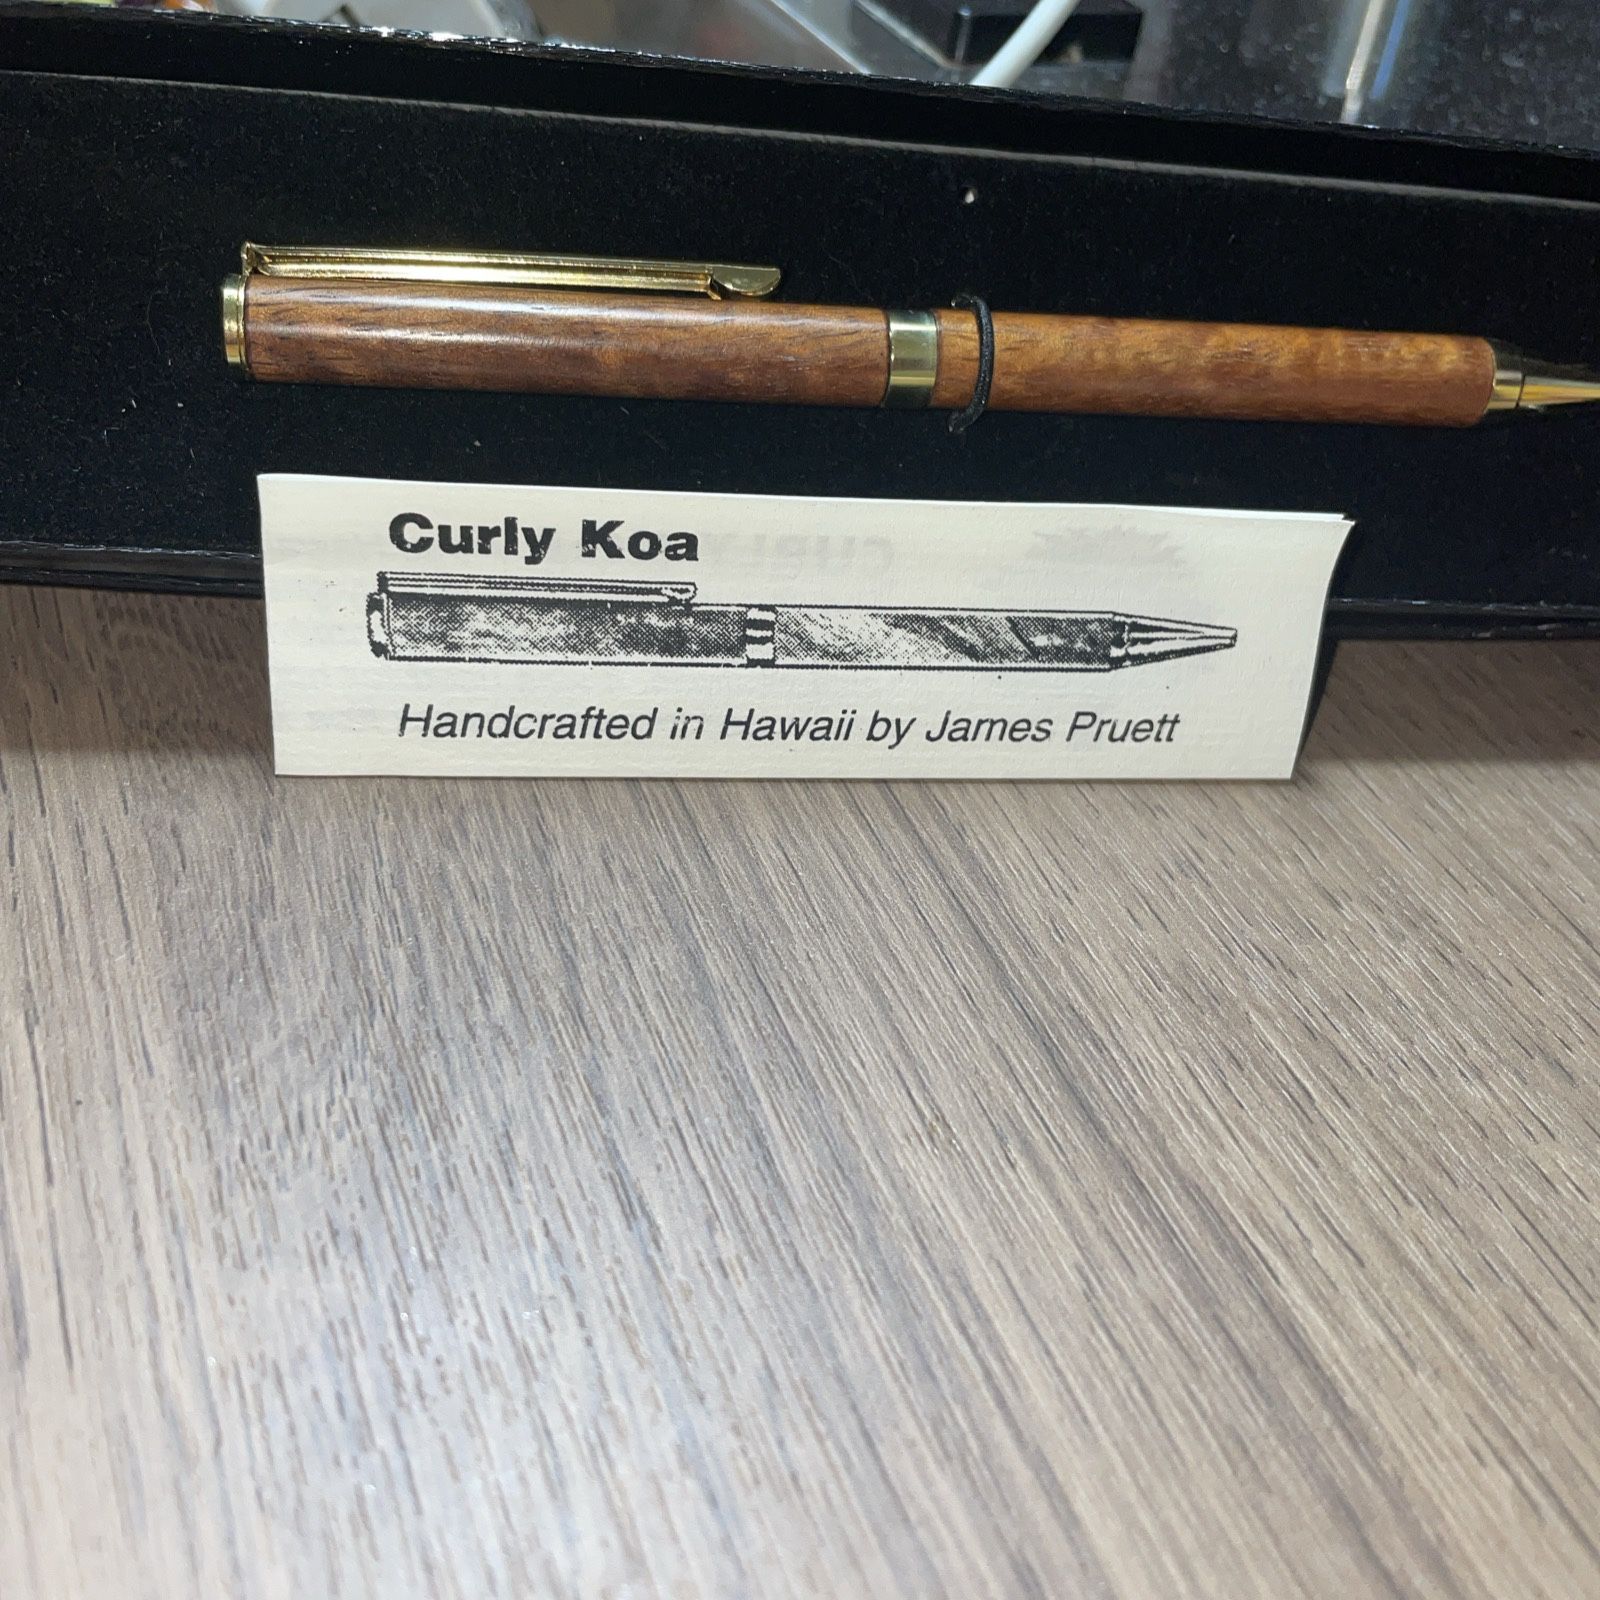 Curly Koa
Handcrafted in Hawaii by James Pruett